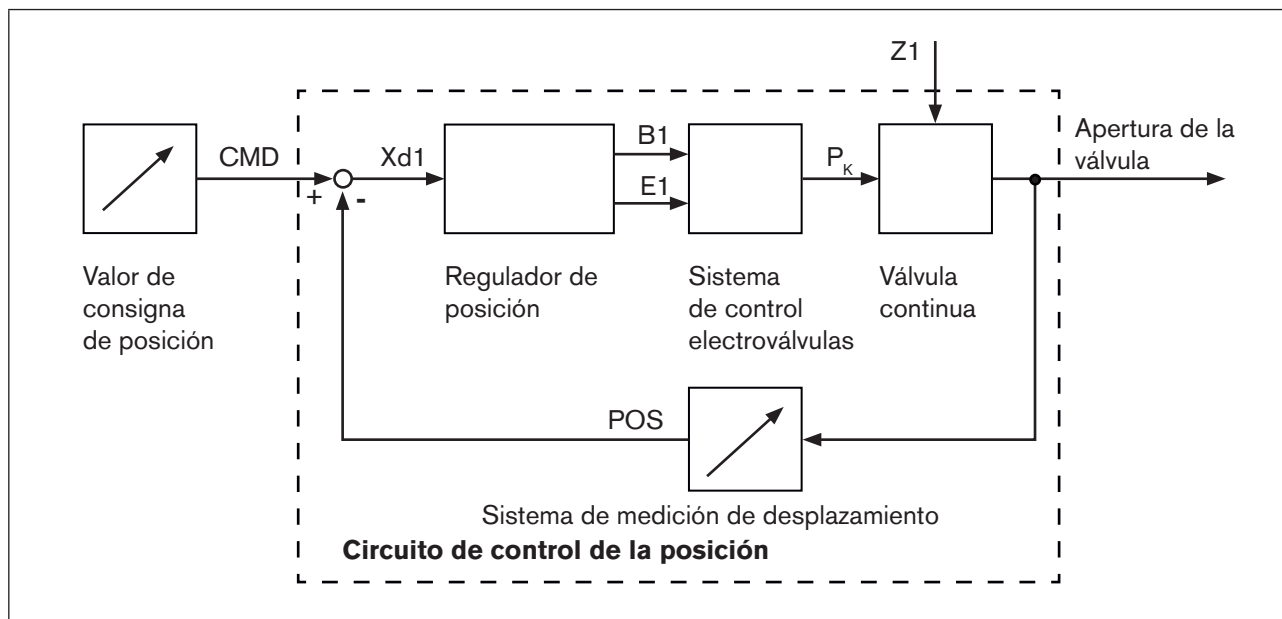 Z1
CMD
+
-
Xd1
B1
E1
PK
Apertura de la
válvula
Valor de
consigna
de posición
Regulador de
posición
Sistema
de control
electroválvulas
Válvula
continua
POS
Sistema de medición de desplazamiento
Circuito de control de la posición